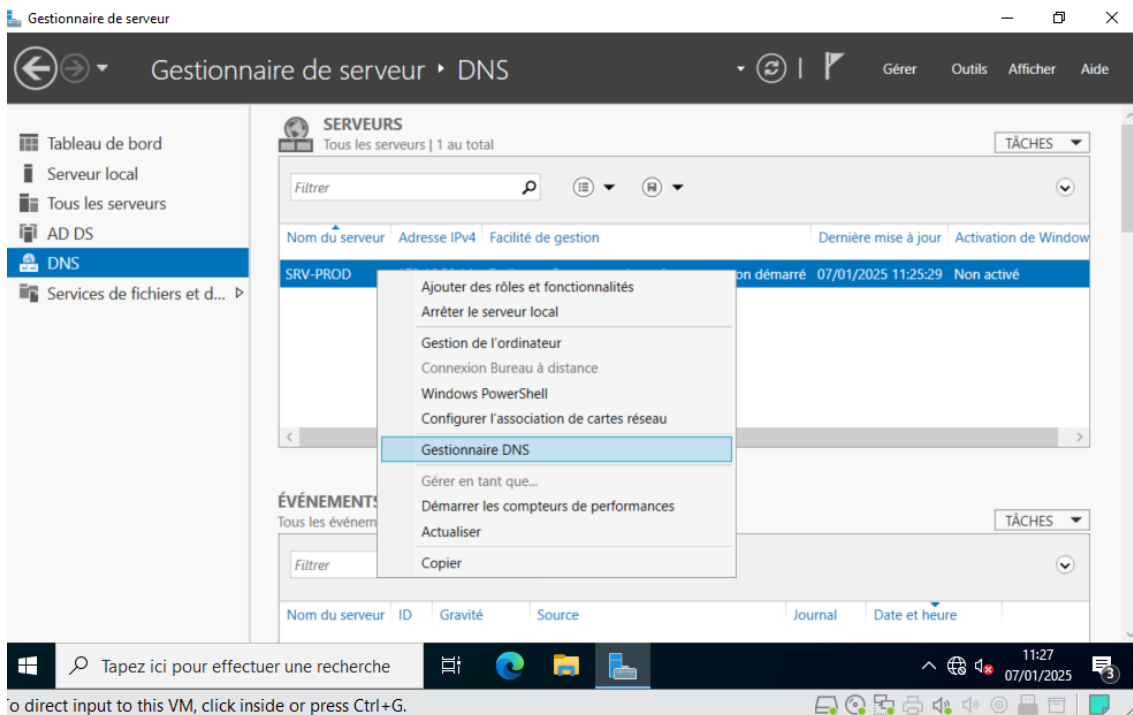 Gestionnaire de serveur
Gestionnaire de serveur • DNS
Gérer Outils Afficher Aide
Tableau de bord
Serveur local
Tous les serveurs
AD DS
DNS
Services de fichiers et d...
SERVEURS
Tous les serveurs | 1 au total
TÂCHES
Filtrer
Nom du serveur Adresse IPv4 Facilité de gestion Dernière mise à jour Activation de Window
SRV-PROD on démarré 07/01/2025 11:25:29 Non activé
Ajouter des rôles et fonctionnalités
Arrêter le serveur local
Gestion de l'ordinateur
Connexion Bureau à distance
Windows PowerShell
Configurer l'association de cartes réseau
Gestionnaire DNS
Gérer en tant que...
Démarrer les compteurs de performances
Actualiser
Copier
ÉVÉNEMENTS
Tous les événem
TÂCHES
Filtrer
Nom du serveur ID Gravité Source Journal Date et heure
Tapez ici pour effectuer une recherche
11:27
07/01/2025
3
To direct input to this VM, click inside or press Ctrl+G.